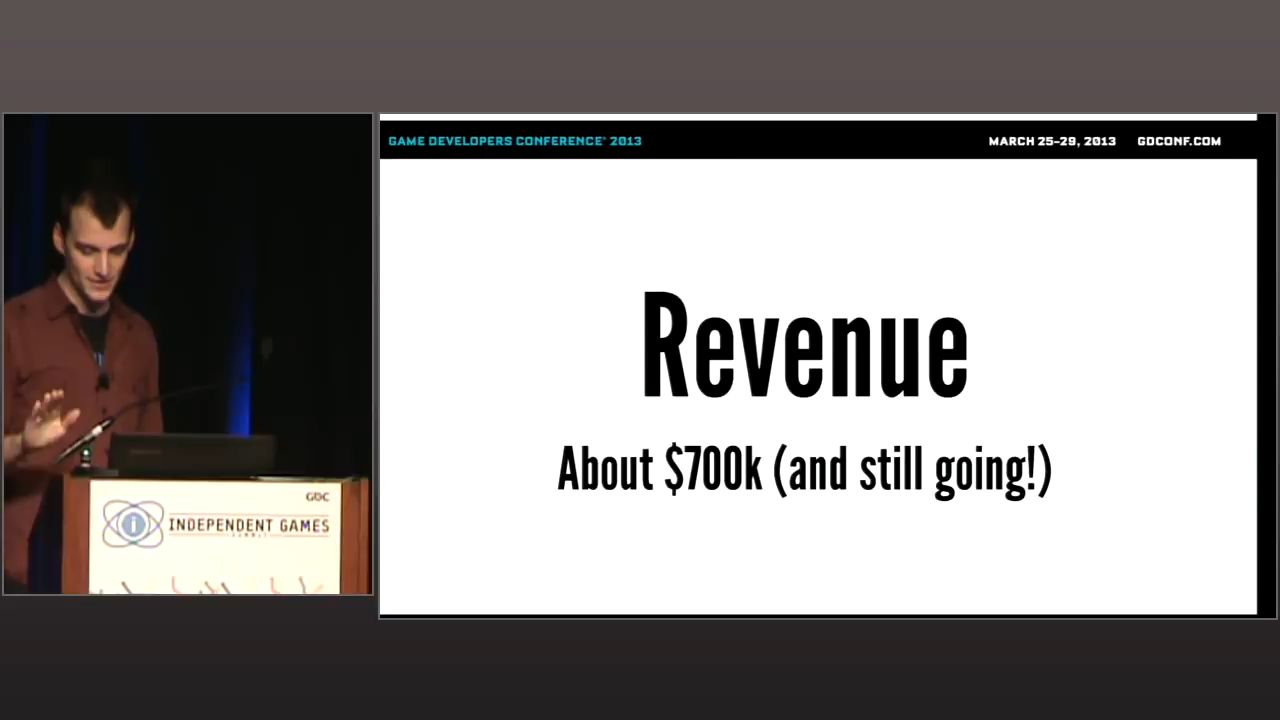 GAME DEVELOPERS CONFERENCE® 2013
MARCH 25–29, 2013 GDCONF.COM
Revenue
About $700k (and still going!)
GDC
i
INDEPENDENT GAMES
SUMMIT